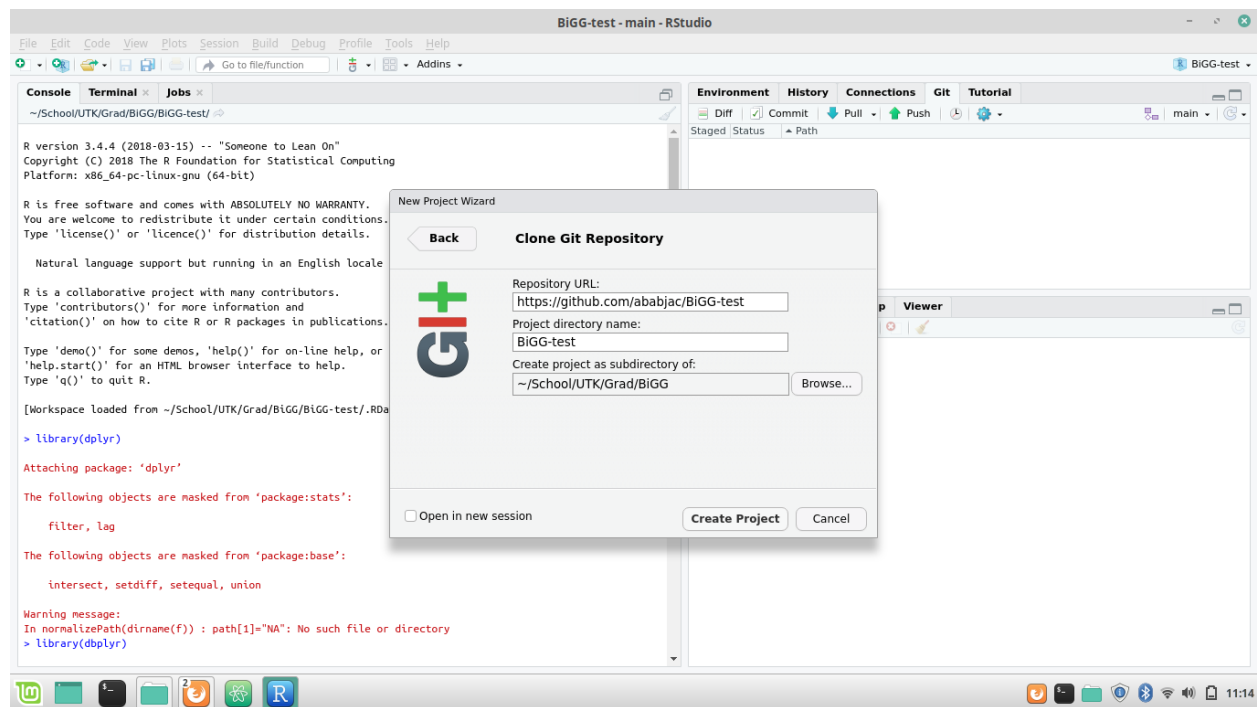 BiGG-test - main - RStudio
File Edit Code View Plots Session Build Debug Profile Tools Help
Go to file/function Addins BiGG-test
Console Terminal Jobs
~/School/UTK/Grad/BiGG/BiGG-test/
R version 3.4.4 (2018-03-15) -- "Someone to Lean On"
Copyright (C) 2018 The R Foundation for Statistical Computing
Platform: x86_64-pc-linux-gnu (64-bit)
R is free software and comes with ABSOLUTELY NO WARRANTY.
You are welcome to redistribute it under certain conditions.
Type 'license()' or 'licence()' for distribution details.
Natural language support but running in an English locale
R is a collaborative project with many contributors.
Type 'contributors()' for more information and
'citation()' on how to cite R or R packages in publications.
Type 'demo()' for some demos, 'help()' for on-line help, or
'help.start()' for an HTML browser interface to help.
Type 'q()' to quit R.
[Workspace loaded from ~/School/UTK/Grad/BiGG/BiGG-test/.RDa
> library(dplyr)
Attaching package: ‘dplyr’
The following objects are masked from ‘package:stats’:
filter, lag
The following objects are masked from ‘package:base’:
intersect, setdiff, setequal, union
Warning message:
In normalizePath(dirname(f)) : path[1]="NA": No such file or directory
> library(dbplyr)
Environment History Connections Git Tutorial
Diff Commit Pull Push main
Staged Status Path
p Viewer
New Project Wizard
Back Clone Git Repository
GIT
Repository URL:
https://github.com/ababjac/BiGG-test
Project directory name:
BiGG-test
Create project as subdirectory of:
~/School/UTK/Grad/BiGG Browse...
Open in new session Create Project Cancel
$_ 2 R $_ 11:14